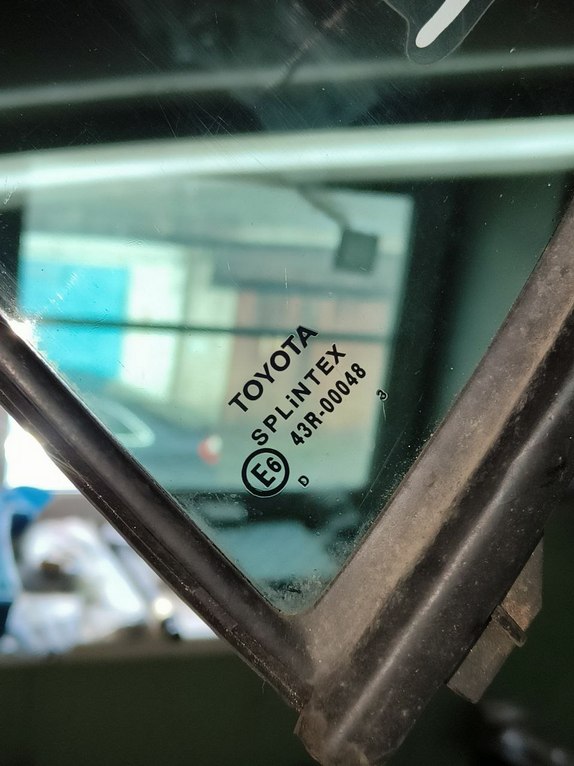 TOYOTA
SPLiNTEX
43R-00048
E6
D
3